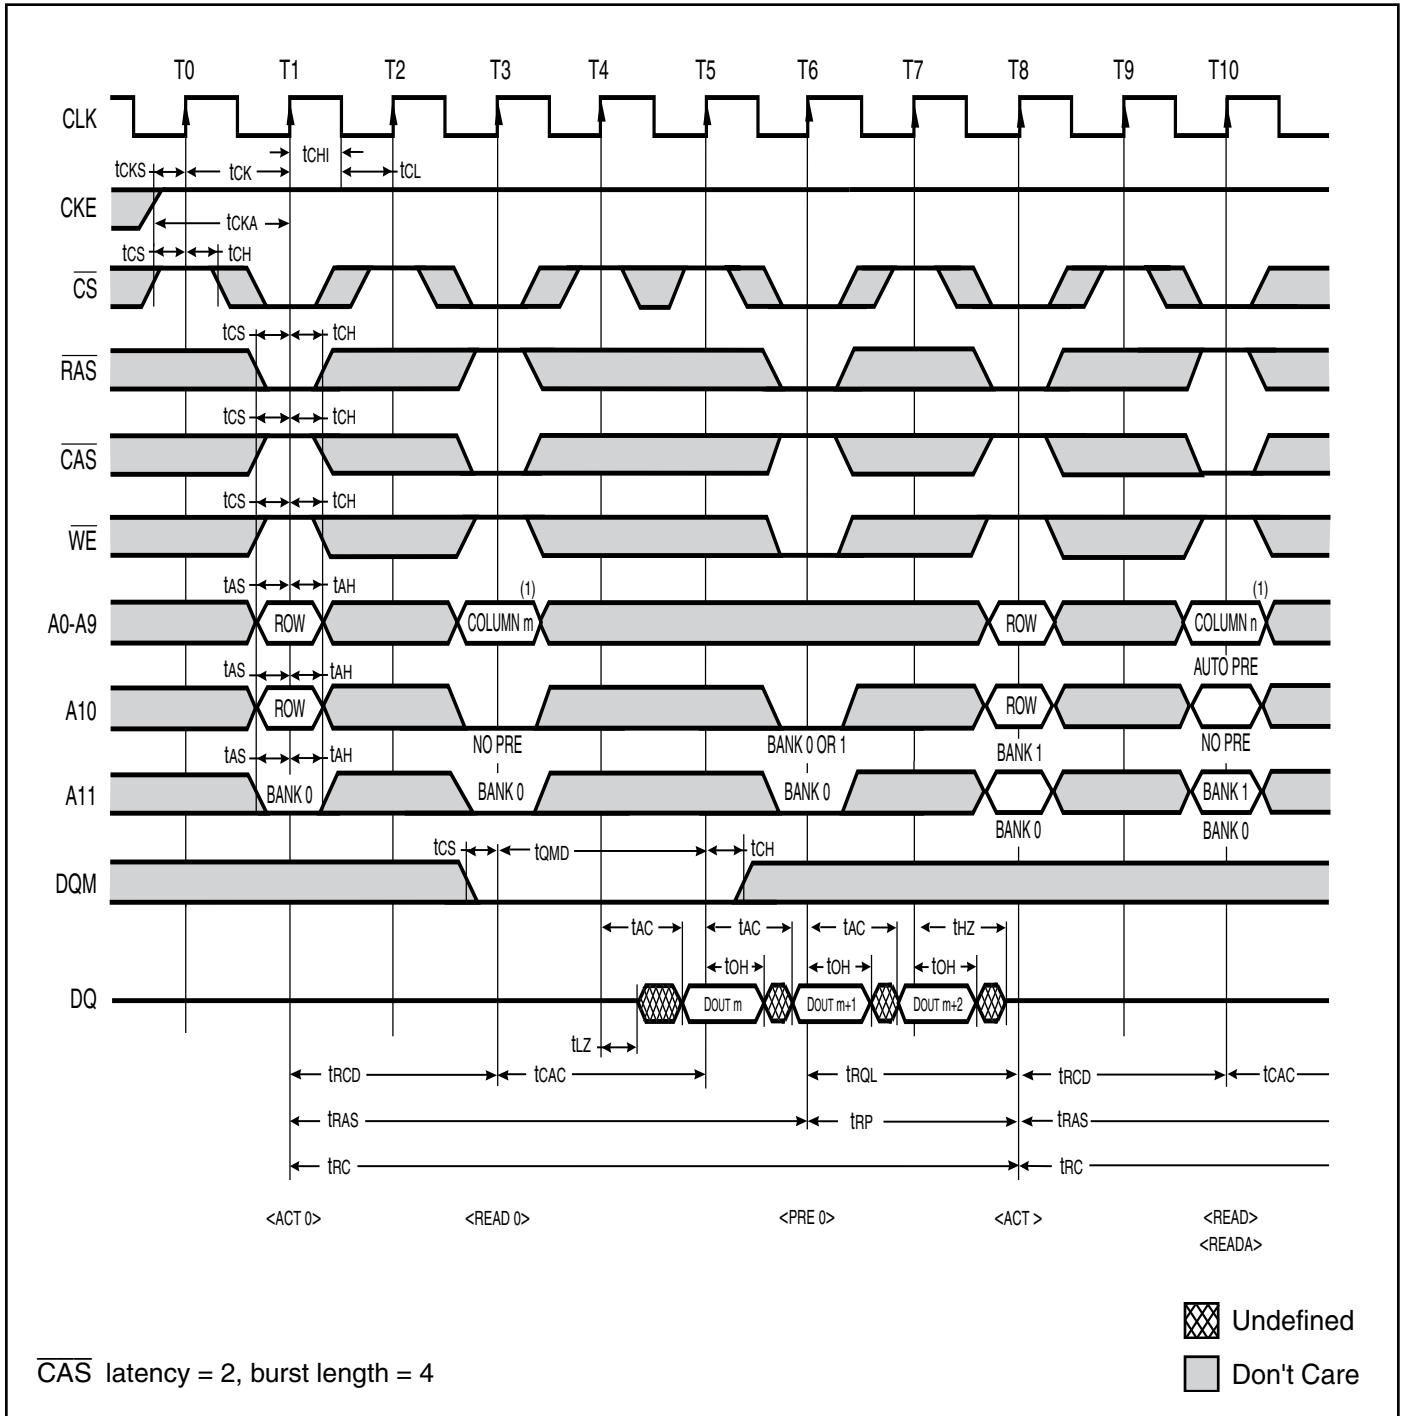 T0 T1 T2 T3 T4 T5 T6 T7 T8 T9 T10
CLK
tCHI
tCKS tCK tCL
CKE
tCKA
tCS tCH
CS
tCS tCH
RAS
tCS tCH
CAS
tCS tCH
WE
tAS tAH (1) (1)
A0-A9 ROW COLUMN m ROW COLUMN n
tAS tAH AUTO PRE
A10 ROW ROW
NO PRE BANK 0 OR 1 BANK 1 NO PRE
tAS tAH
A11 BANK 0 BANK 0 BANK 0 BANK 1
BANK 0 BANK 0
tCS tQMD tCH
DQM
tAC tAC tAC tHZ
tOH tOH tOH
DQ DOUT m DOUT m+1 DOUT m+2
tLZ
tRCD tCAC tRQL tRCD tCAC
tRAS tRP tRAS
tRC tRC
<ACT 0> <READ 0> <PRE 0> <ACT > <READ>
<READA>
Undefined
CAS latency = 2, burst length = 4
Don't Care